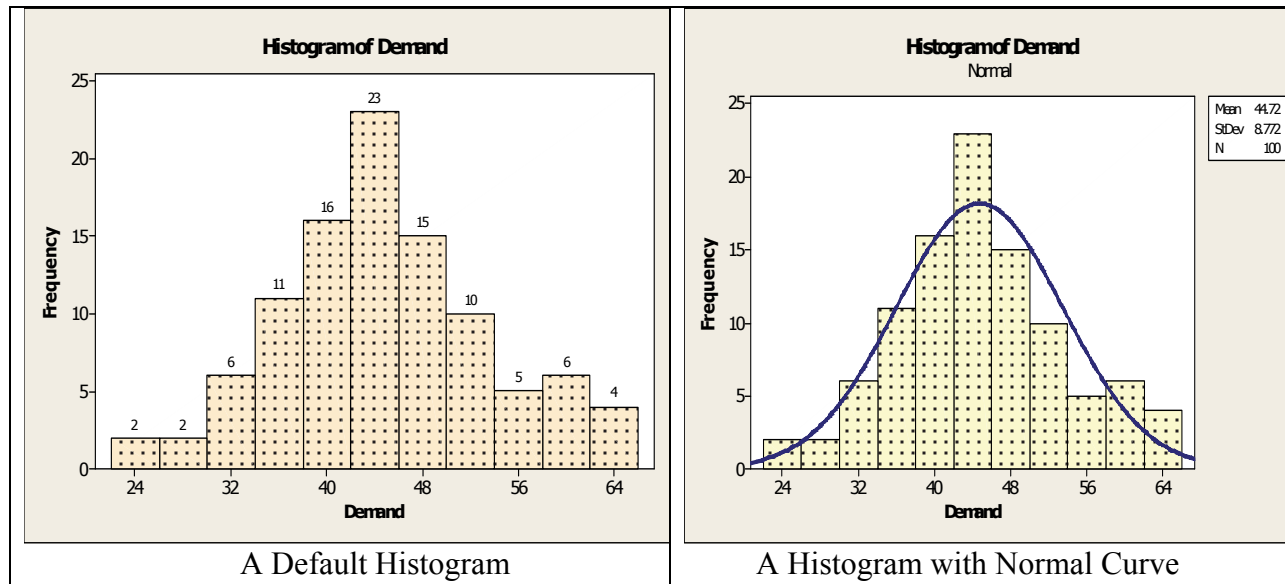 Histogram of Demand
25
20
15
10
5
0
Frequency
2
2
6
11
16
23
15
10
5
6
4
24 32 40 48 56 64
Demand
A Default Histogram
Histogram of Demand
Normal
25
20
15
10
5
0
Frequency
24 32 40 48 56 64
Demand
Mean 44.72
StDev 8.772
N 100
A Histogram with Normal Curve